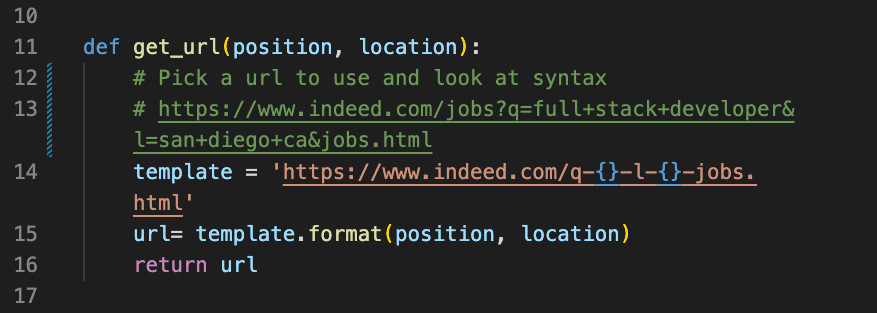 10
11 def get_url(position, location):
12 # Pick a url to use and look at syntax
13 # https://www.indeed.com/jobs?q=full+stack+developer&
l=san+diego+ca&jobs.html
14 template = 'https://www.indeed.com/q-{}-l-{}-jobs.
html'
15 url= template.format(position, location)
16 return url
17